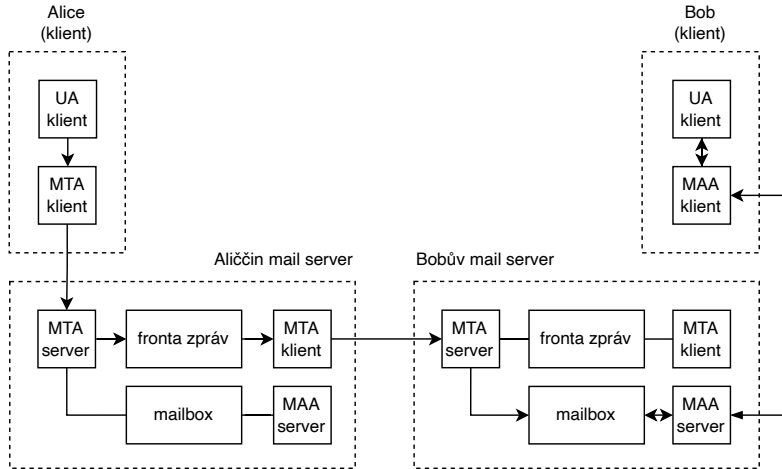 Alice
(klient)
Bob
(klient)
UA
klient
MTA
klient
UA
klient
MAA
klient
Aliččin mail server
Bobův mail server
MTA
server
fronta zpráv
MTA
klient
mailbox
MAA
server
MTA
server
fronta zpráv
MTA
klient
mailbox
MAA
server